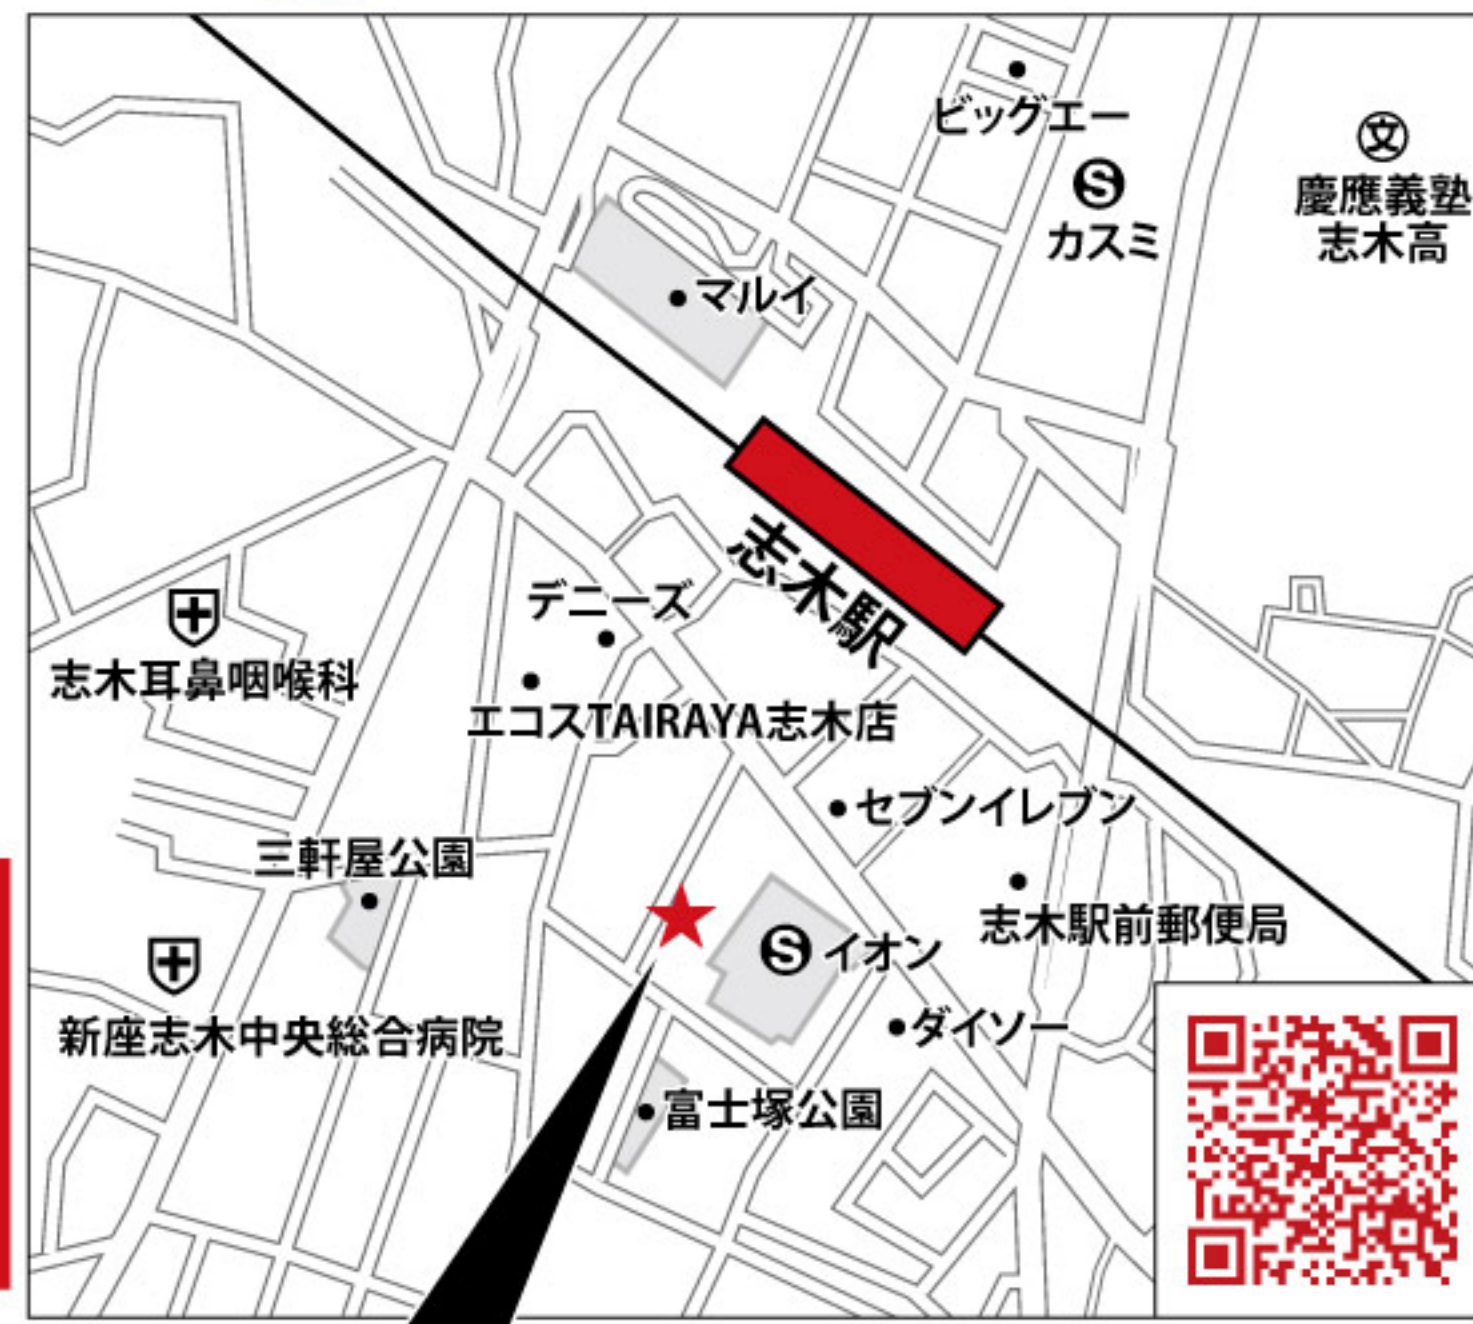 ビッグエー
文
慶應義塾
志木高
S
カスミ
マルイ
志木駅
デニーズ
志木耳鼻咽喉科
エコスTAIRAYA志木店
セブンイレブン
三軒屋公園
志木駅前郵便局
S イオン
新座志木中央総合病院
ダイソー
富士塚公園